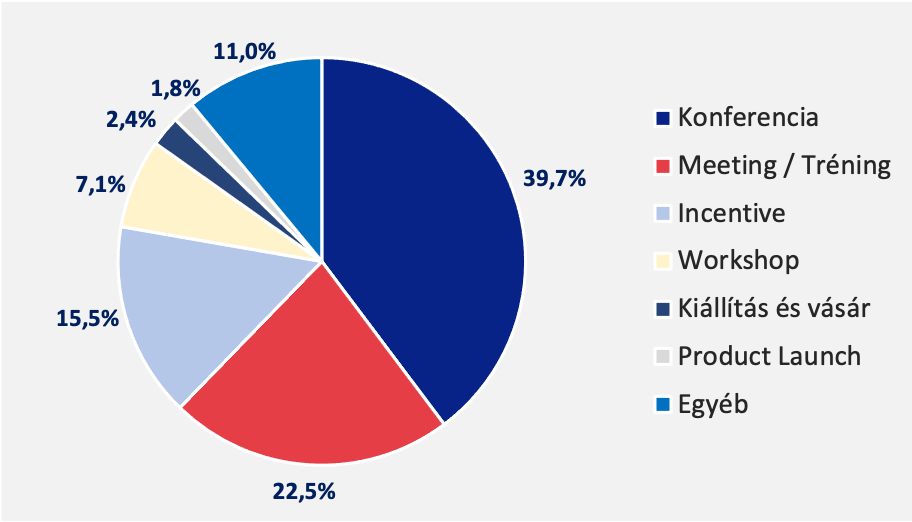 11,0%
1,8%
2,4%
7,1%
15,5%
22,5%
39,7%
Konferencia
Meeting / Tréning
Incentive
Workshop
Kiállítás és vásár
Product Launch
Egyéb